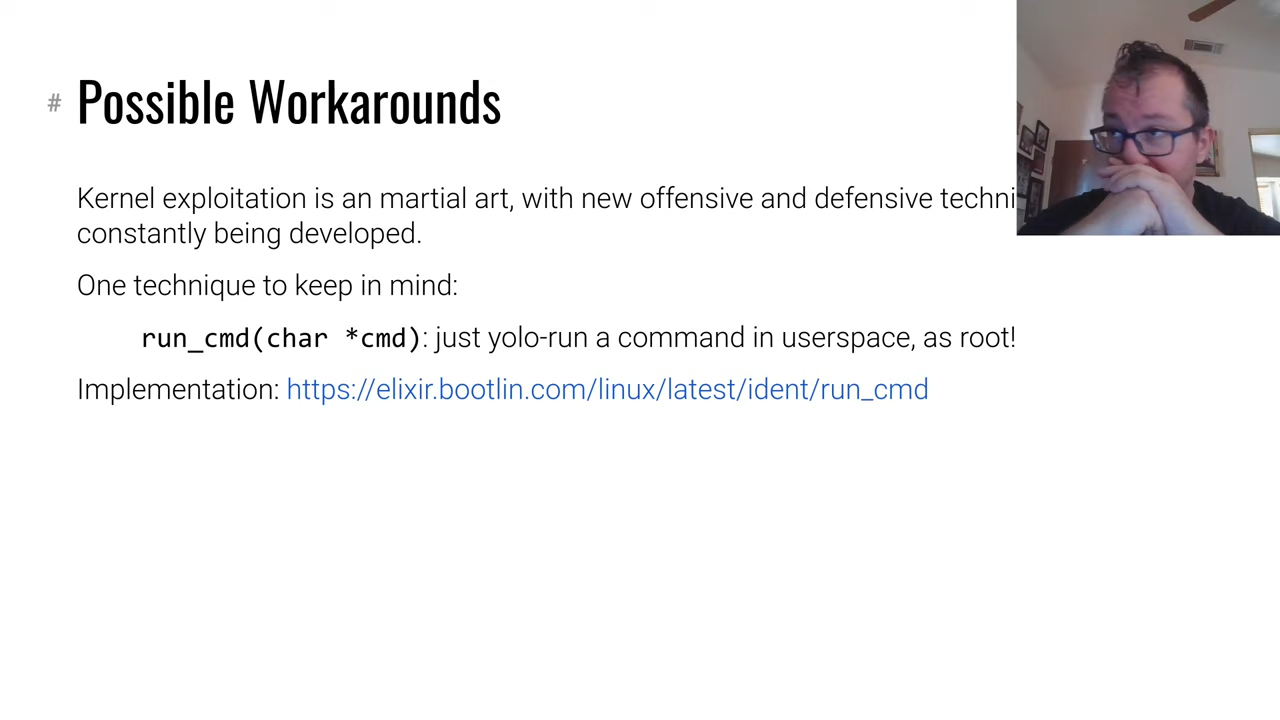 # Possible Workarounds
Kernel exploitation is an martial art, with new offensive and defensive techni
constantly being developed.
One technique to keep in mind:
run_cmd(char *cmd): just yolo-run a command in userspace, as root!
Implementation: https://elixir.bootlin.com/linux/latest/ident/run_cmd